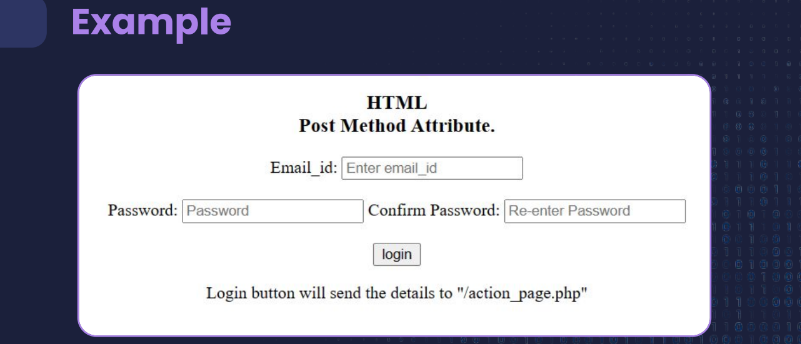 Example
HTML
Post Method Attribute.
Email_id: Enter email_id
Password: Password Confirm Password: Re-enter Password
login
Login button will send the details to "/action_page.php"